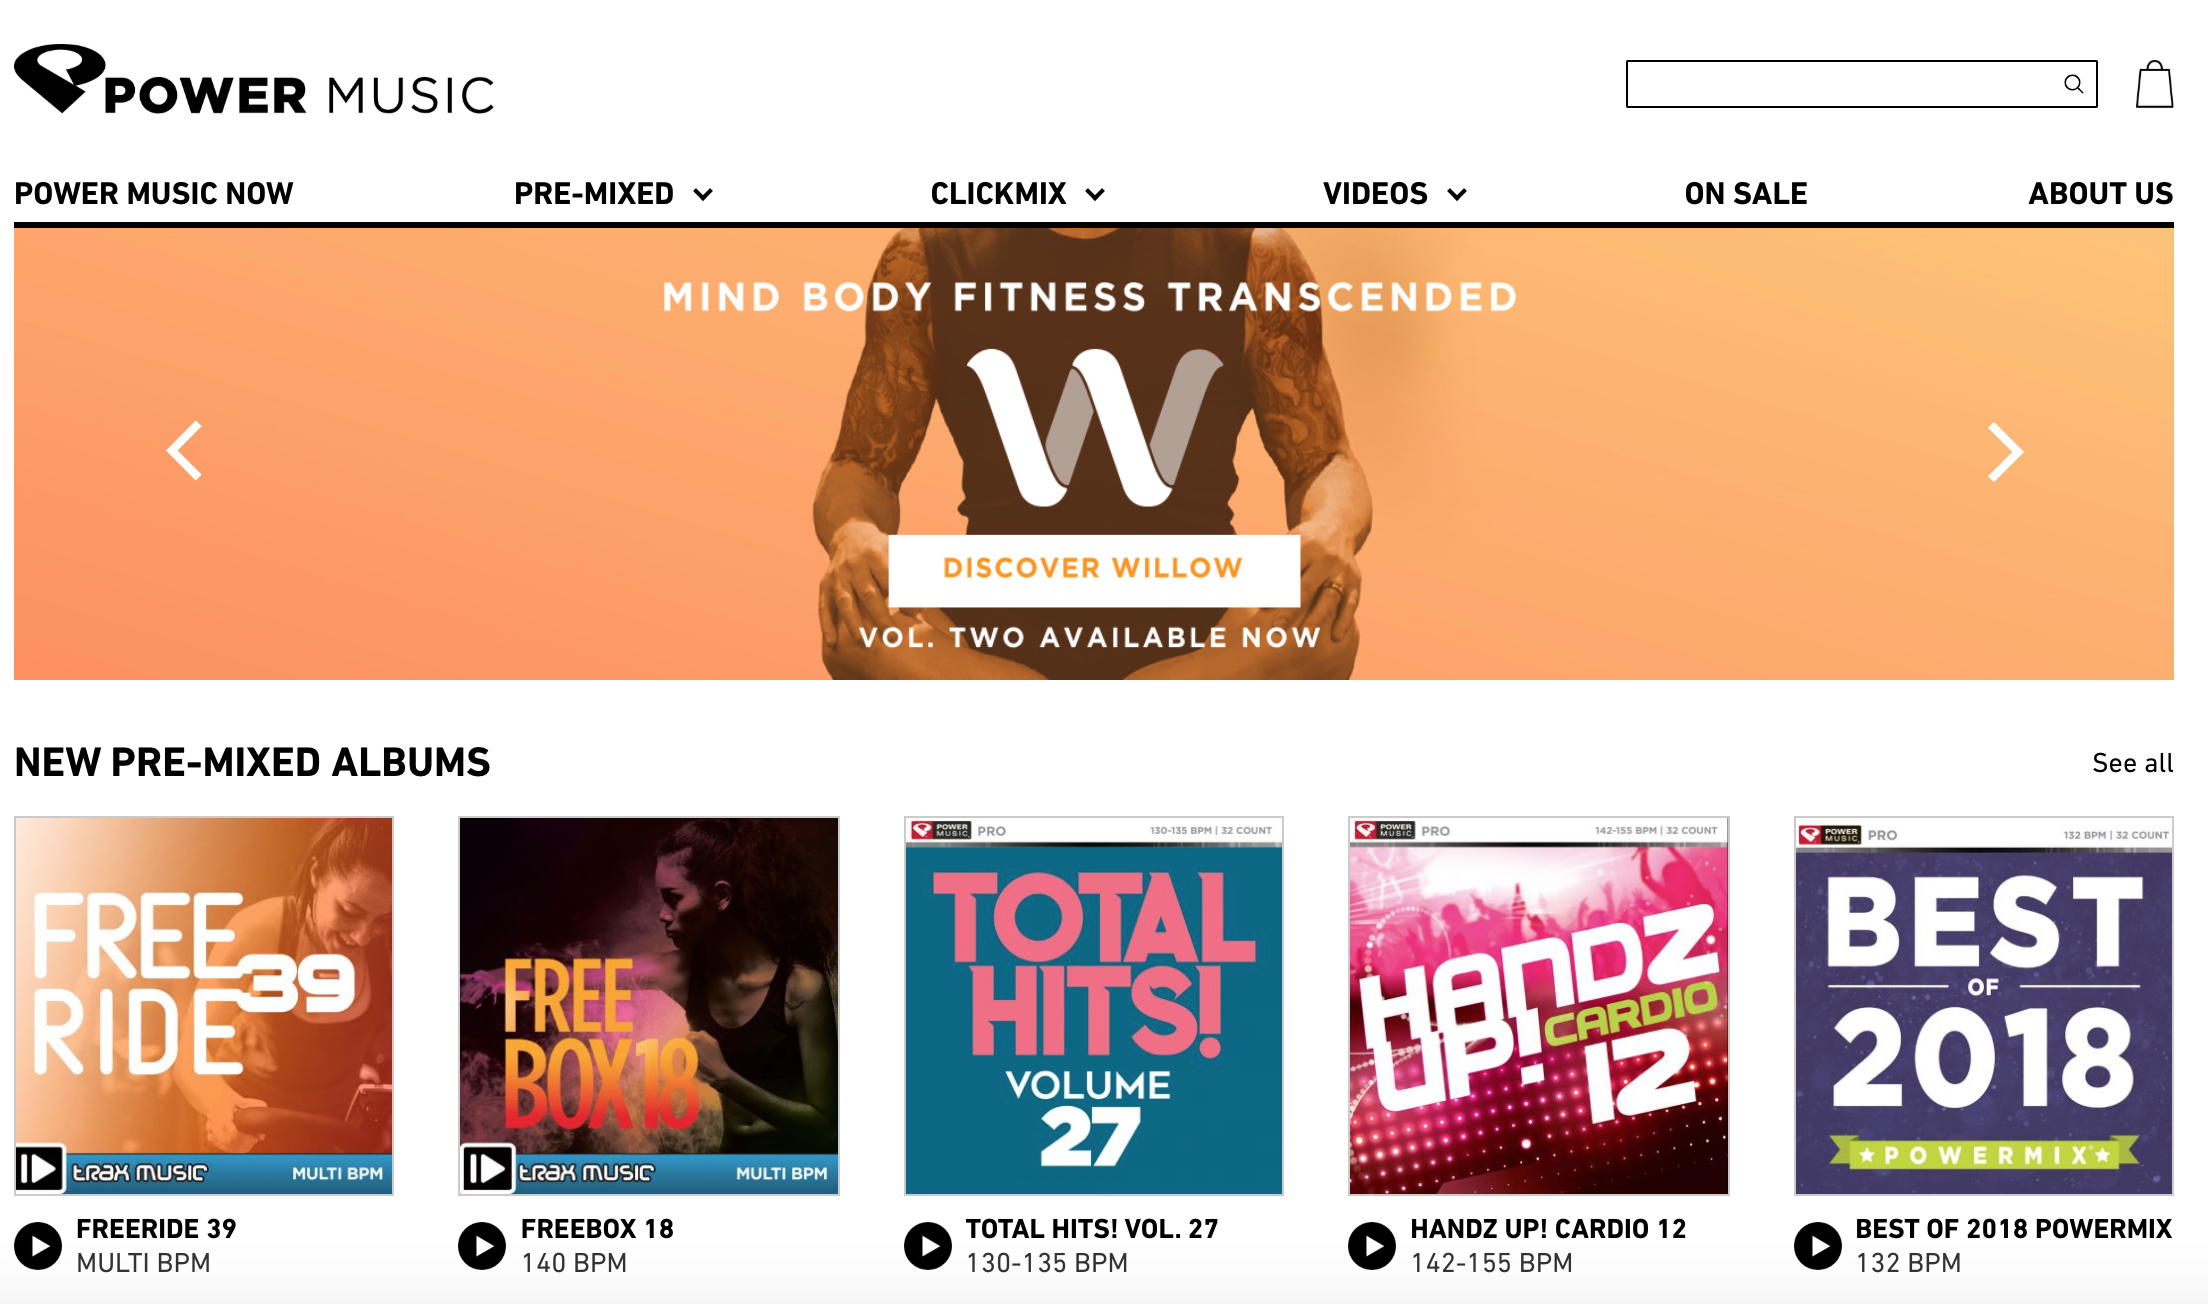 POWER MUSIC
POWER MUSIC NOW
PRE-MIXED
CLICKMIX
VIDEOS
ON SALE
ABOUT US
MIND BODY FITNESS TRANSCENDED
W
DISCOVER WILLOW
VOL. TWO AVAILABLE NOW
NEW PRE-MIXED ALBUMS
See all
FREE
RIDE 39
trax music
MULTI BPM
FREERIDE 39
MULTI BPM
FREE
BOX 18
trax music
MULTI BPM
FREEBOX 18
140 BPM
POWER MUSIC PRO
130-135 BPM | 32 COUNT
TOTAL
HITS!
VOLUME
27
TOTAL HITS! VOL. 27
130-135 BPM
POWER MUSIC PRO
142-155 BPM | 32 COUNT
HANDZ
UP! CARDIO
12
HANDZ UP! CARDIO 12
142-155 BPM
POWER MUSIC PRO
132 BPM | 32 COUNT
BEST
OF
2018
POWERMIX
BEST OF 2018 POWERMIX
132 BPM